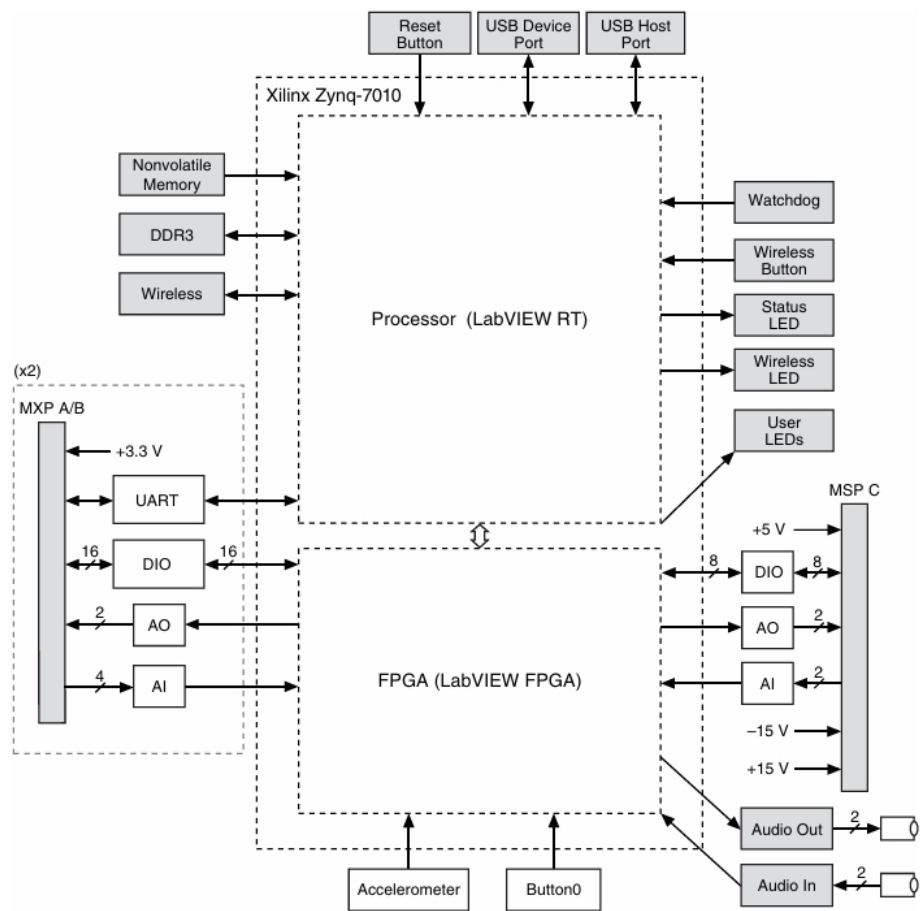 Reset
Button
USB Device
Port
USB Host
Port
Xilinx Zynq-7010
Nonvolatile
Memory
DDR3
Wireless
Processor (LabVIEW RT)
Watchdog
Wireless
Button
Status
LED
Wireless
LED
User
LEDs
(x2)
MXP A/B
+3.3 V
UART
16
DIO
16
2
AO
4
AI
FPGA (LabVIEW FPGA)
MSP C
+5 V
8
DIO
8
AO
2
AI
2
–15 V
+15 V
Audio Out
2
Audio In
2
Accelerometer
Button0